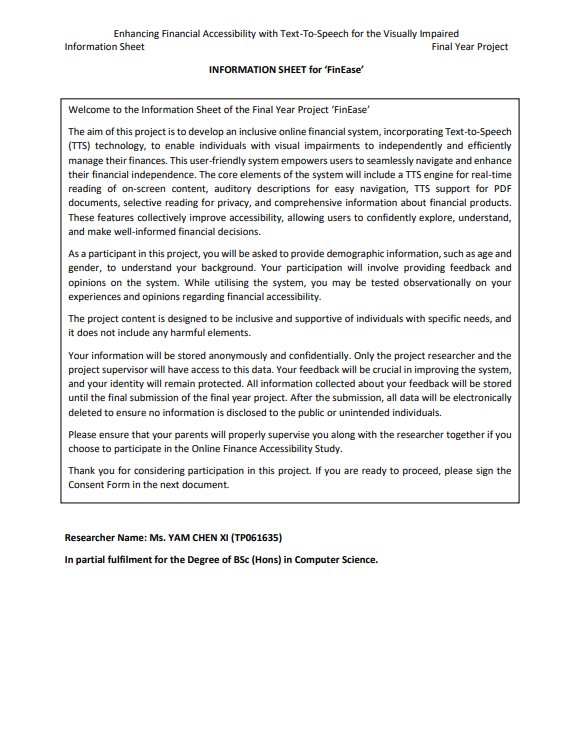 Enhancing Financial Accessibility with Text-To-Speech for the Visually Impaired
Information Sheet Final Year Project
INFORMATION SHEET for ‘FinEase’
Welcome to the Information Sheet of the Final Year Project ‘FinEase’
The aim of this project is to develop an inclusive online financial system, incorporating Text-to-Speech
(TTS) technology, to enable individuals with visual impairments to independently and efficiently
manage their finances. This user-friendly system empowers users to seamlessly navigate and enhance
their financial independence. The core elements of the system will include a TTS engine for real-time
reading of on-screen content, auditory descriptions for easy navigation, TTS support for PDF
documents, selective reading for privacy, and comprehensive information about financial products.
These features collectively improve accessibility, allowing users to confidently explore, understand,
and make well-informed financial decisions.
As a participant in this project, you will be asked to provide demographic information, such as age and
gender, to understand your background. Your participation will involve providing feedback and
opinions on the system. While utilising the system, you may be tested observationally on your
experiences and opinions regarding financial accessibility.
The project content is designed to be inclusive and supportive of individuals with specific needs, and
it does not include any harmful elements.
Your information will be stored anonymously and confidentially. Only the project researcher and the
project supervisor will have access to this data. Your feedback will be crucial in improving the system,
and your identity will remain protected. All information collected about your feedback will be stored
until the final submission of the final year project. After the submission, all data will be electronically
deleted to ensure no information is disclosed to the public or unintended individuals.
Please ensure that your parents will properly supervise you along with the researcher together if you
choose to participate in the Online Finance Accessibility Study.
Thank you for considering participation in this project. If you are ready to proceed, please sign the
Consent Form in the next document.
Researcher Name: Ms. YAM CHEN XI (TP061635)
In partial fulfilment for the Degree of BSc (Hons) in Computer Science.